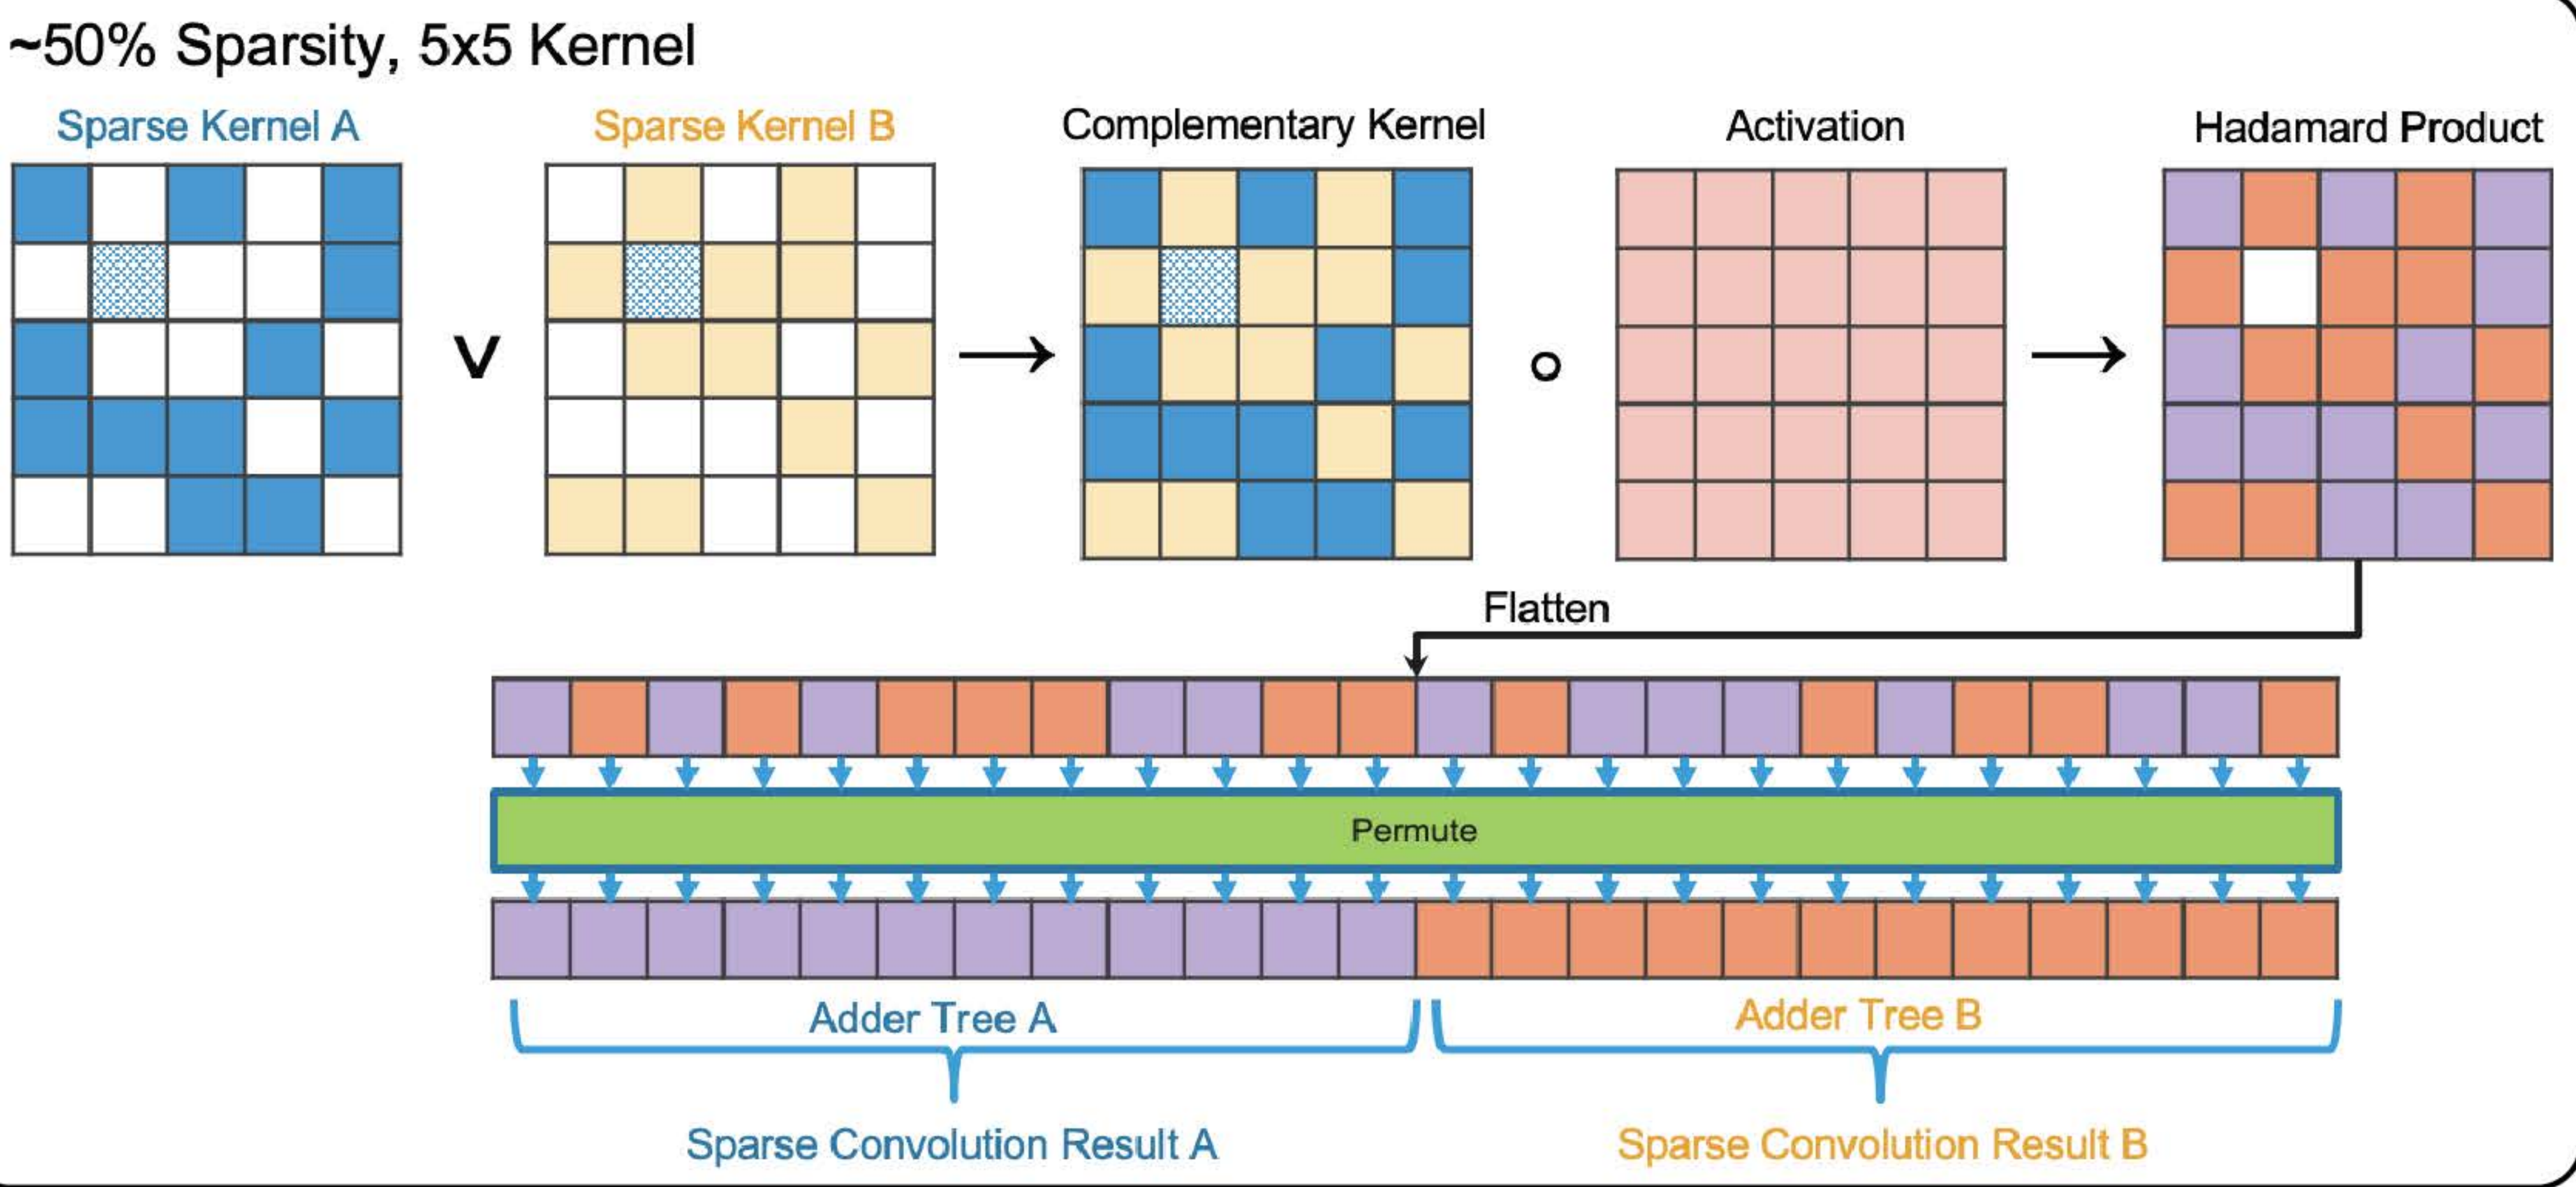 ~50% Sparsity, 5x5 Kernel
Sparse Kernel A
Sparse Kernel B
Complementary Kernel
Activation
Hadamard Product
V
Flatten
Permute
Adder Tree A
Adder Tree B
Sparse Convolution Result A
Sparse Convolution Result B